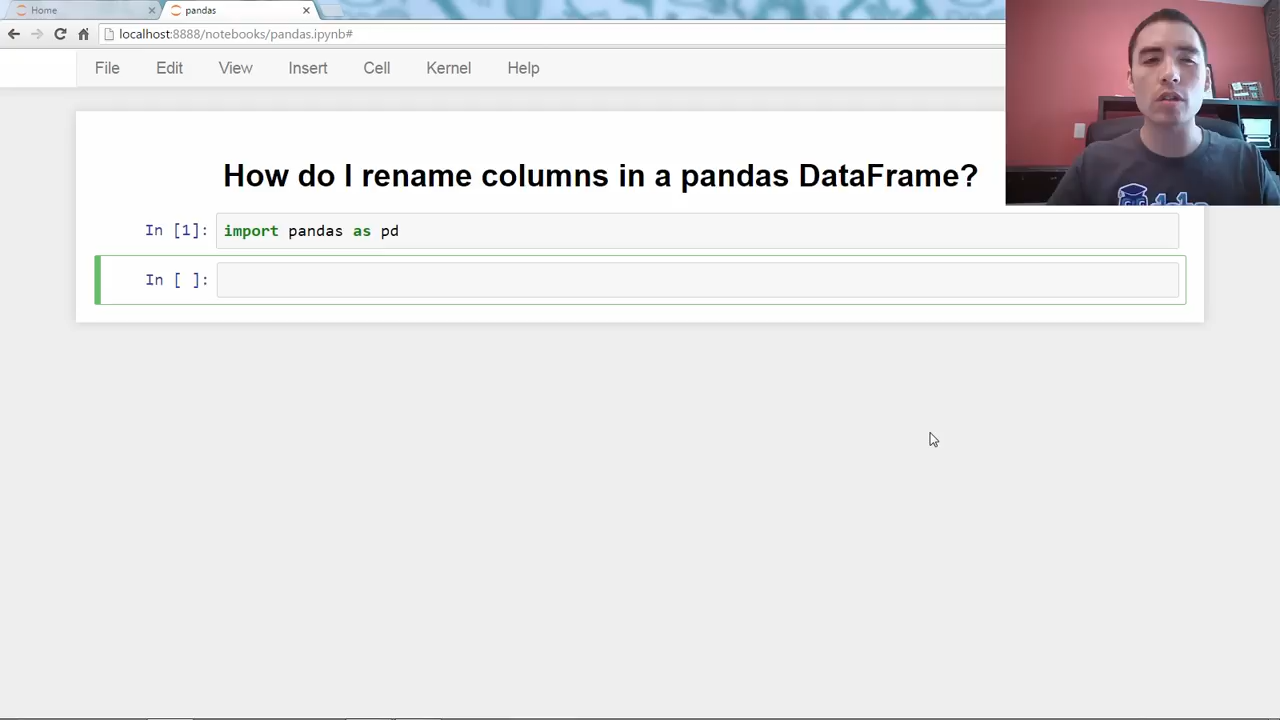 Home
pandas
localhost:8888/notebooks/pandas.ipynb#
File Edit View Insert Cell Kernel Help
How do I rename columns in a pandas DataFrame?
In [1]: import pandas as pd
In [ ]: